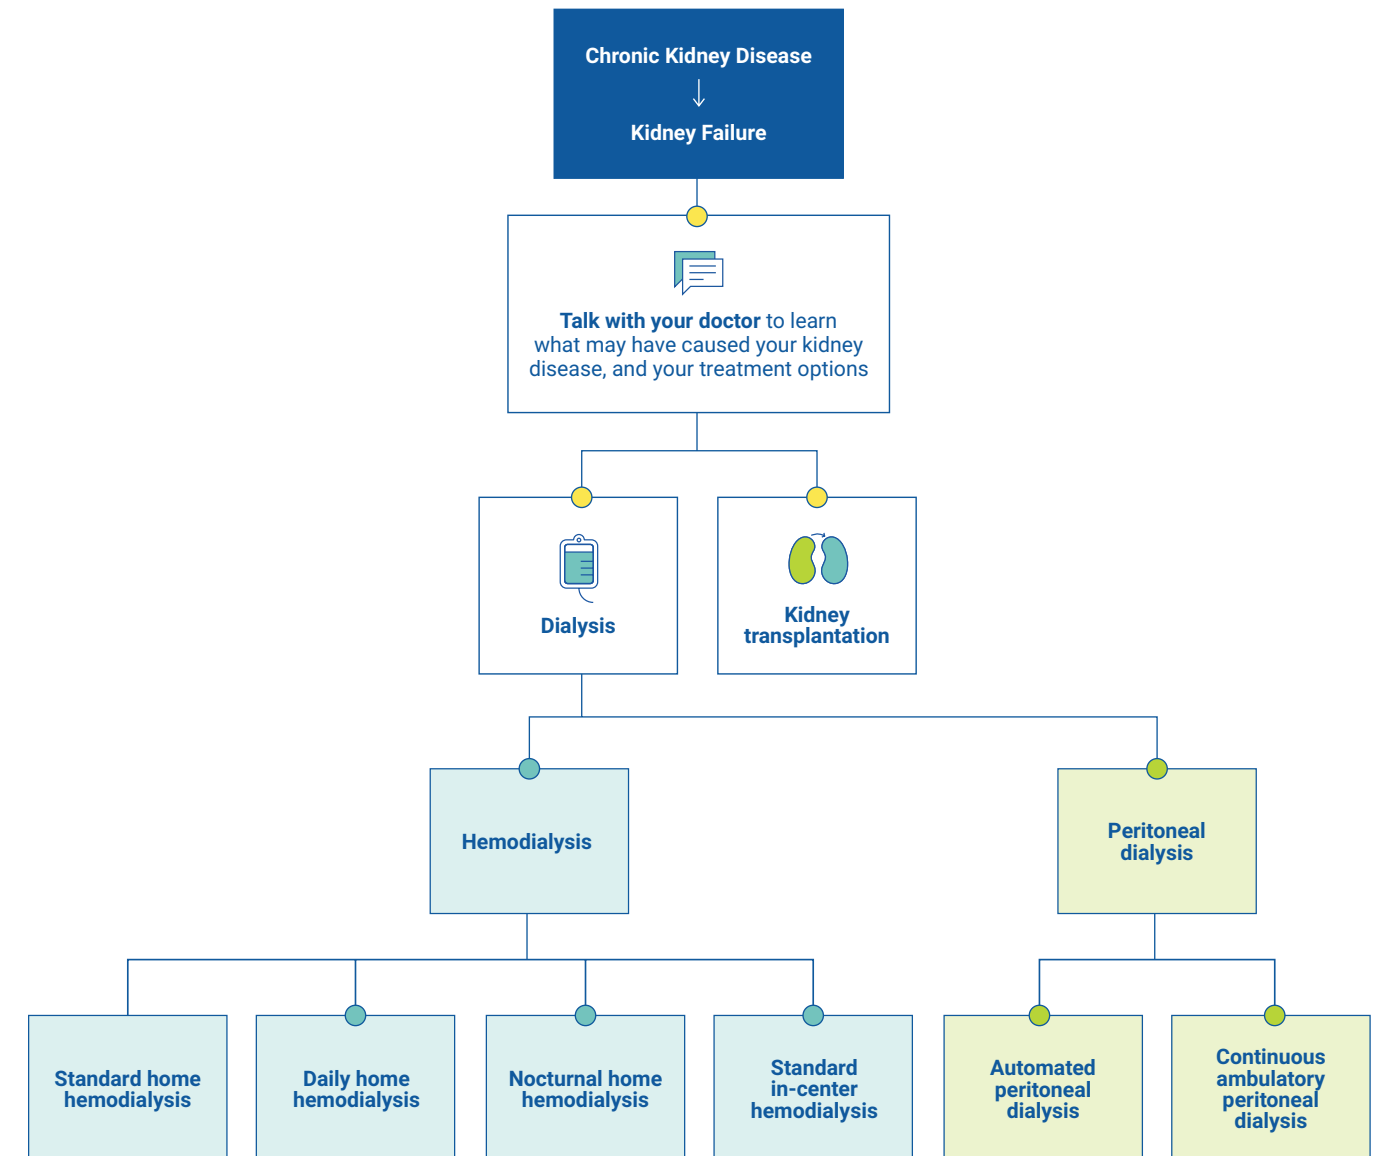 Chronic Kidney Disease
Kidney Failure
Talk with your doctor to learn
what may have caused your kidney
disease, and your treatment options
Dialysis
Kidney
transplantation
Hemodialysis
Peritoneal
dialysis
Standard home
hemodialysis
Daily home
hemodialysis
Nocturnal home
hemodialysis
Standard
in-center
hemodialysis
Automated
peritoneal
dialysis
Continuous
ambulatory
peritoneal
dialysis